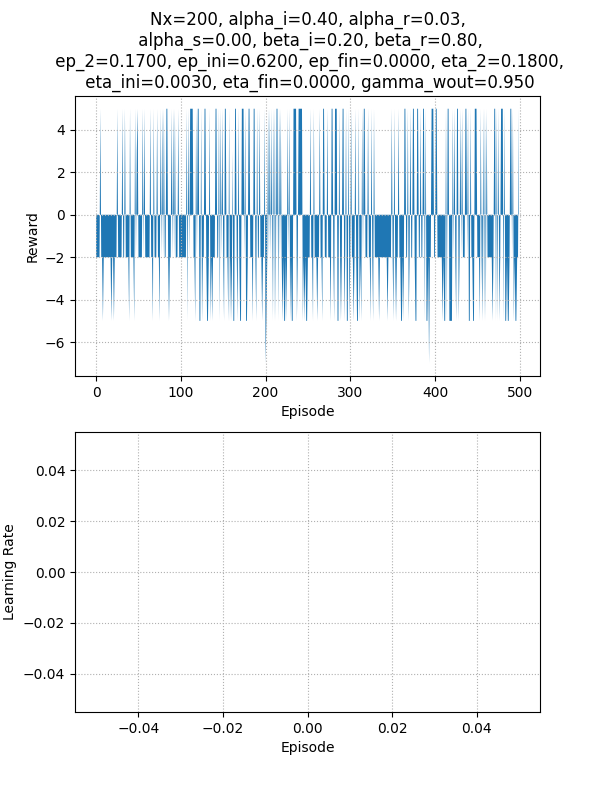 Nx=200, alpha_i=0.40, alpha_r=0.03,
alpha_s=0.00, beta_i=0.20, beta_r=0.80,
ep_2=0.1700, ep_ini=0.6200, ep_fin=0.0000, eta_2=0.1800,
eta_ini=0.0030, eta_fin=0.0000, gamma_wout=0.950
4
2
0
−2
−4
−6
Reward
0 100 200 300 400 500
Episode
0.04
0.02
0.00
−0.02
−0.04
Learning Rate
−0.04 −0.02 0.00 0.02 0.04
Episode